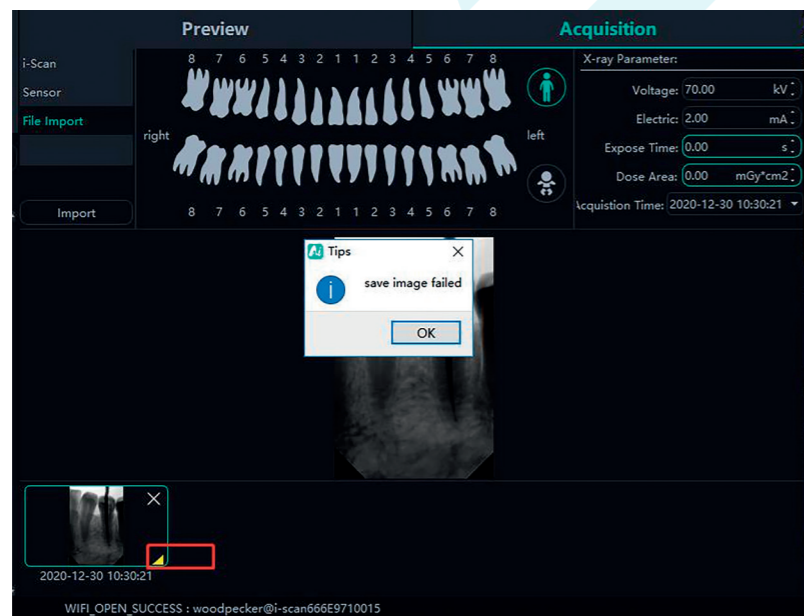 Preview
Acquisition
i-Scan
Sensor
File Import
Import
8 7 6 5 4 3 2 1 1 2 3 4 5 6 7 8
right
left
8 7 6 5 4 3 2 1 1 2 3 4 5 6 7 8
X-ray Parameter:
Voltage: 70.00 kV
Electric: 2.00 mA
Expose Time: 0.00 s
Dose Area: 0.00 mGy*cm2
Acquistion Time: 2020-12-30 10:30:21
Ai Tips
save image failed
OK
2020-12-30 10:30:21
WIFI_OPEN_SUCCESS : woodpecker@i-scan666E9710015